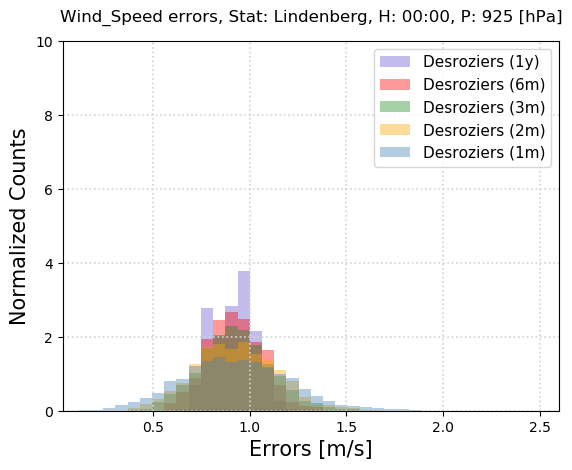 Wind_Speed errors, Stat: Lindenberg, H: 00:00, P: 925 [hPa]
10
8
6
4
2
0
Normalized Counts
Desroziers (1y)
Desroziers (6m)
Desroziers (3m)
Desroziers (2m)
Desroziers (1m)
0.5 1.0 1.5 2.0 2.5
Errors [m/s]